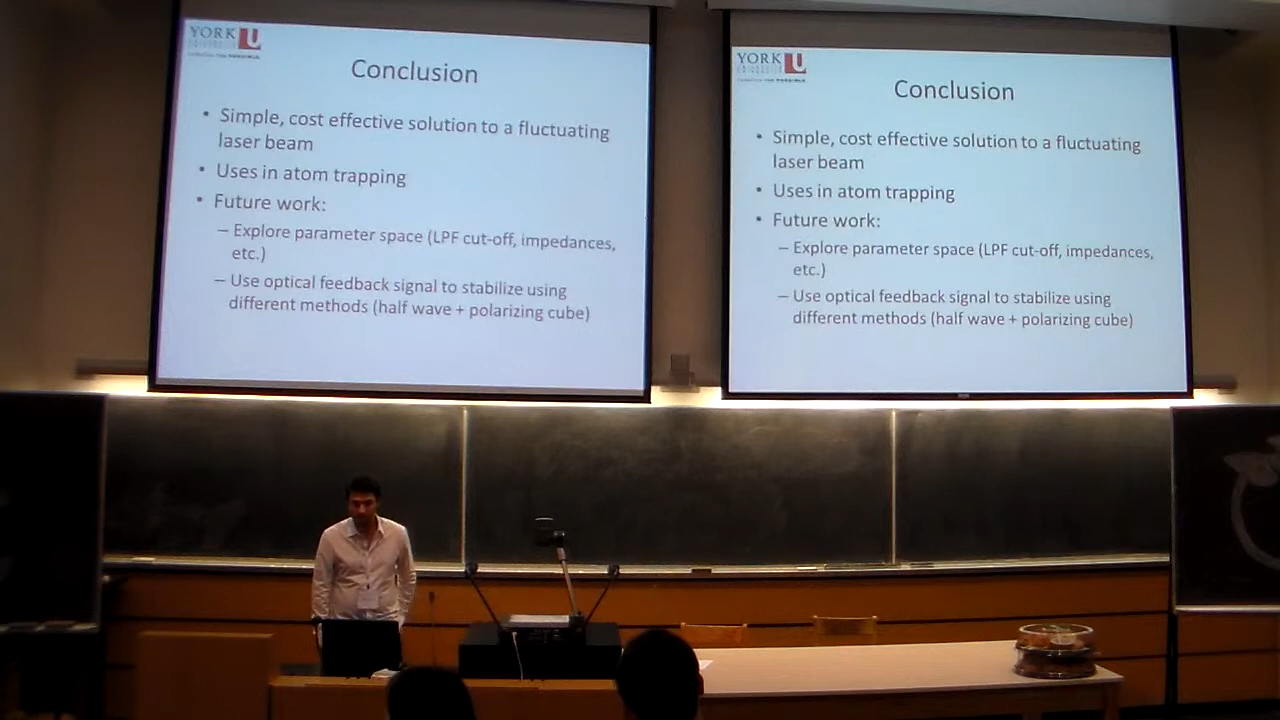 YORK U
Conclusion
• Simple, cost effective solution to a fluctuating
laser beam
• Uses in atom trapping
• Future work:
– Explore parameter space (LPF cut-off, impedances,
etc.)
– Use optical feedback signal to stabilize using
different methods (half wave + polarizing cube)
YORK U
Conclusion
• Simple, cost effective solution to a fluctuating
laser beam
• Uses in atom trapping
• Future work:
– Explore parameter space (LPF cut-off, impedances,
etc.)
– Use optical feedback signal to stabilize using
different methods (half wave + polarizing cube)